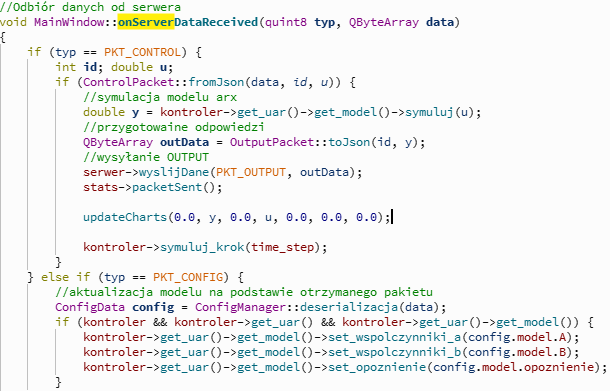 //Odbiór danych od serwera
void MainWindow::onServerDataReceived(quint8 typ, QByteArray data)
{
    if (typ == PKT_CONTROL) {
        int id; double u;
        if (ControlPacket::fromJson(data, id, u)) {
            //symulacja modelu arx
            double y = kontroler->get_uar()->get_model()->symuluj(u);
            //przygotowaine odpowiedzi
            QByteArray outData = OutputPacket::toJson(id, y);
            //wysyłanie OUTPUT
            serwer->wyslijDane(PKT_OUTPUT, outData);
            stats->packetSent();

            updateCharts(0.0, y, 0.0, u, 0.0, 0.0, 0.0);

            kontroler->symuluj_krok(time_step);
        }
    } else if (typ == PKT_CONFIG) {
        //aktualizacja modelu na podstawie otrzymanego pakietu
        ConfigData config = ConfigManager::deserializacja(data);
        if (kontroler && kontroler->get_uar() && kontroler->get_uar()->get_model()) {
            kontroler->get_uar()->get_model()->set_wspolczynniki_a(config.model.A);
            kontroler->get_uar()->get_model()->set_wspolczynniki_b(config.model.B);
            kontroler->get_uar()->get_model()->set_opoznienie(config.model.opoznienie);
        }